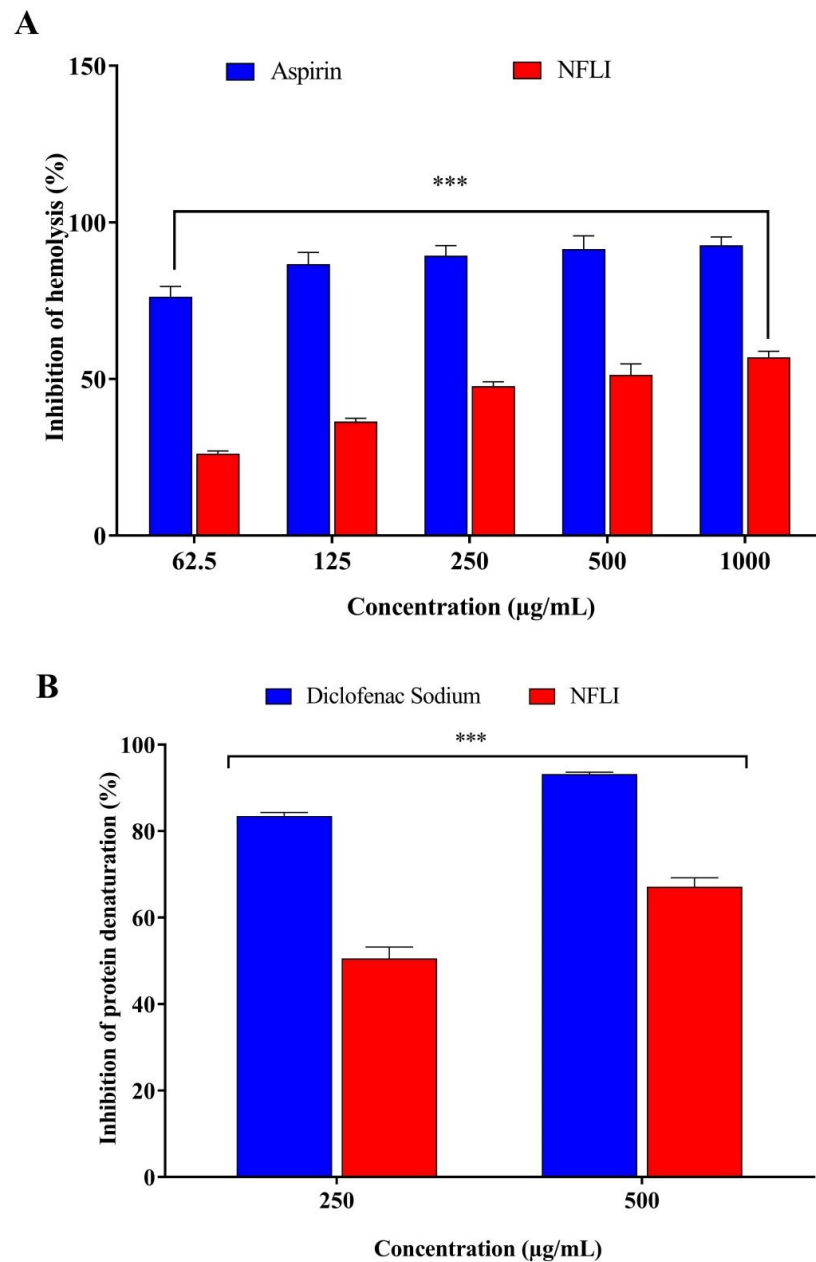 A
150
Aspirin
NFLI
***
100
50
0
Inhibition of hemolysis (%)
62.5
125
250
500
1000
Concentration (μg/mL)
B
Diclofenac Sodium
NFLI
***
100
80
60
40
20
0
Inhibition of protein denaturation (%)
250
500
Concentration (μg/mL)